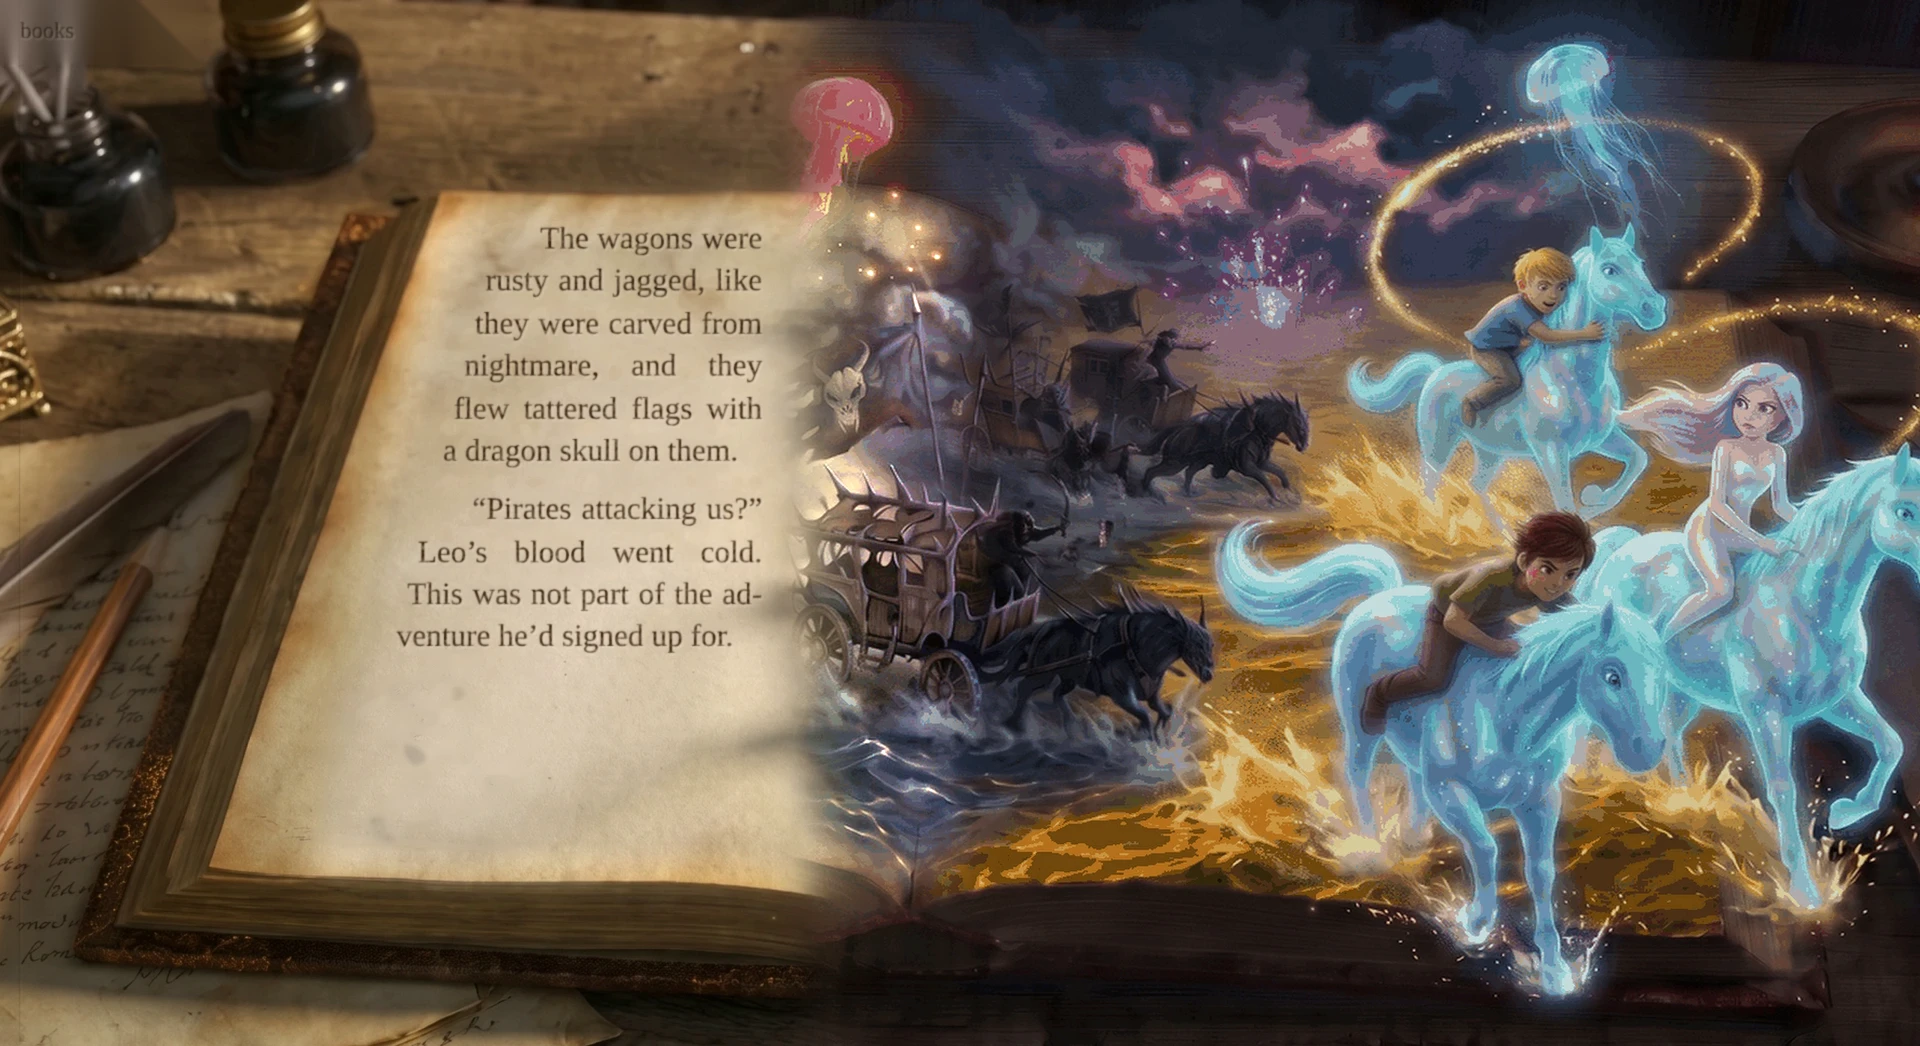 books
The wagons were
rusty and jagged, like
they were carved from
nightmare, and they
flew tattered flags with
a dragon skull on them.
“Pirates attacking us?”
Leo’s blood went cold.
This was not part of the ad-
venture he’d signed up for.